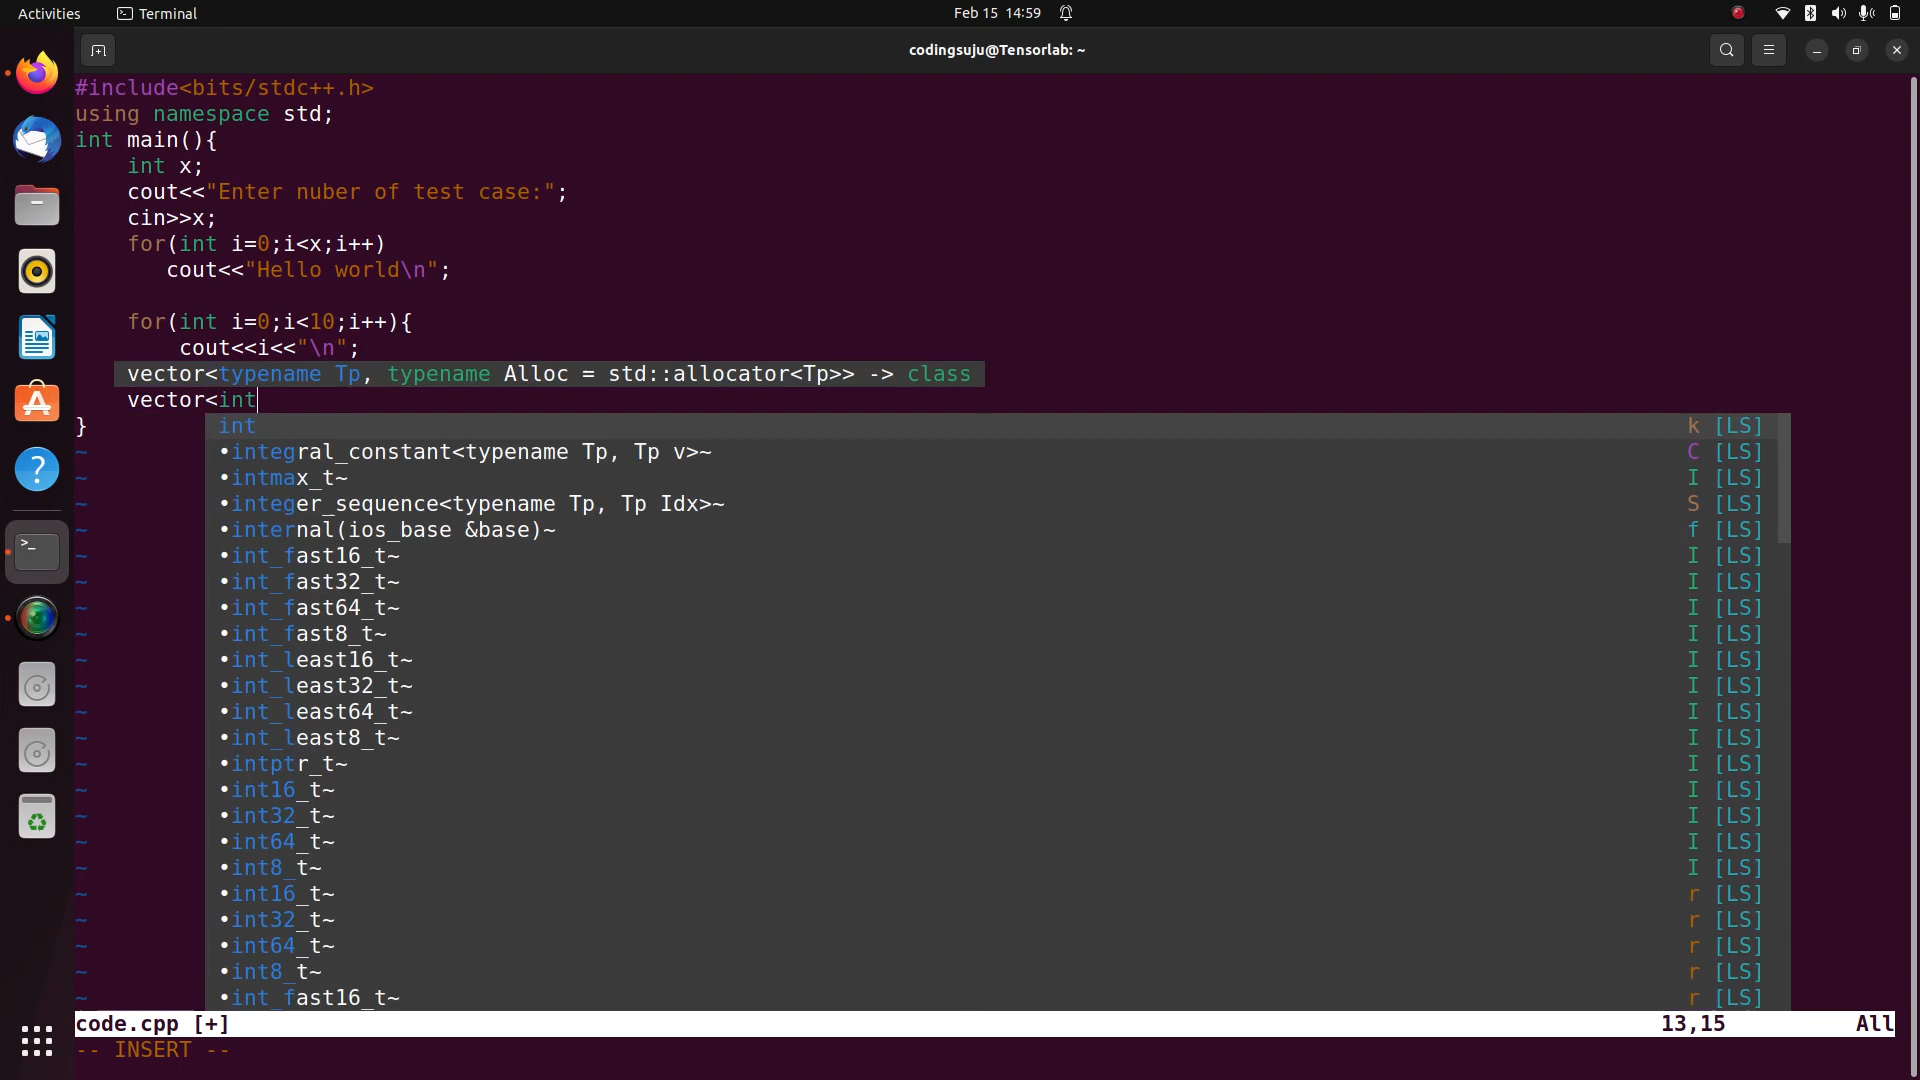 Activities
Terminal
Feb 15 14:59
codingsuju@Tensorlab: ~
#include<bits/stdc++.h>
using namespace std;
int main(){
    int x;
    cout<<"Enter nuber of test case:";
    cin>>x;
    for(int i=0;i<x;i++)
       cout<<"Hello world\n";
    for(int i=0;i<10;i++){
        cout<<i<<"\n";
    vector<typename Tp, typename Alloc = std::allocator<Tp>> -> class
    vector<int
}
int k [LS]
•integral_constant<typename Tp, Tp v>~ C [LS]
~ •intmax_t~ I [LS]
~ •integer_sequence<typename Tp, Tp Idx>~ S [LS]
~ •internal(ios_base &base)~ f [LS]
~ •int_fast16_t~ I [LS]
~ •int_fast32_t~ I [LS]
~ •int_fast64_t~ I [LS]
~ •int_fast8_t~ I [LS]
~ •int_least16_t~ I [LS]
~ •int_least32_t~ I [LS]
~ •int_least64_t~ I [LS]
~ •int_least8_t~ I [LS]
~ •intptr_t~ I [LS]
~ •int16_t~ I [LS]
~ •int32_t~ I [LS]
~ •int64_t~ I [LS]
~ •int8_t~ I [LS]
~ •int16_t~ r [LS]
~ •int32_t~ r [LS]
~ •int64_t~ r [LS]
~ •int8_t~ r [LS]
~ •int_fast16_t~ r [LS]
code.cpp [+] 13,15 All
-- INSERT --